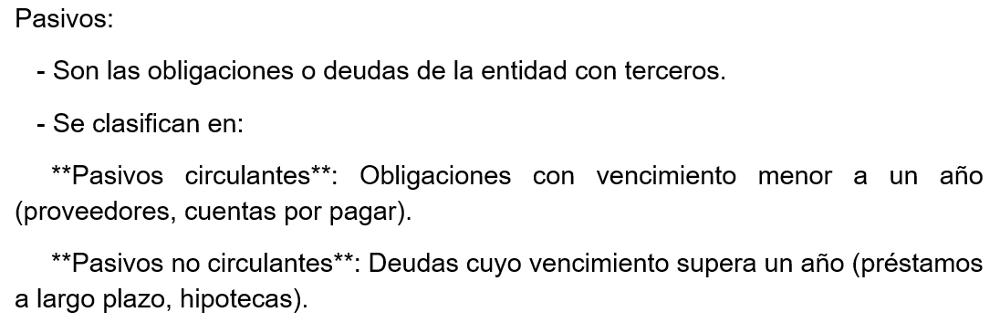 Pasivos:
- Son las obligaciones o deudas de la entidad con terceros.
- Se clasifican en:
**Pasivos circulantes**: Obligaciones con vencimiento menor a un año
(proveedores, cuentas por pagar).
**Pasivos no circulantes**: Deudas cuyo vencimiento supera un año (préstamos
a largo plazo, hipotecas).